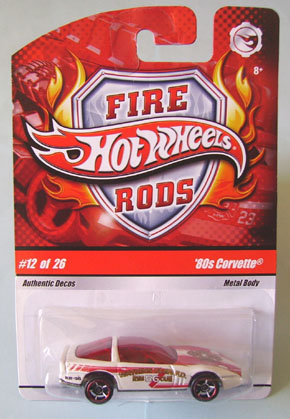 8+
FIRE
HOT WHEELS
RODS
#12 of 26
'80s Corvette®
Authentic Decos
Metal Body